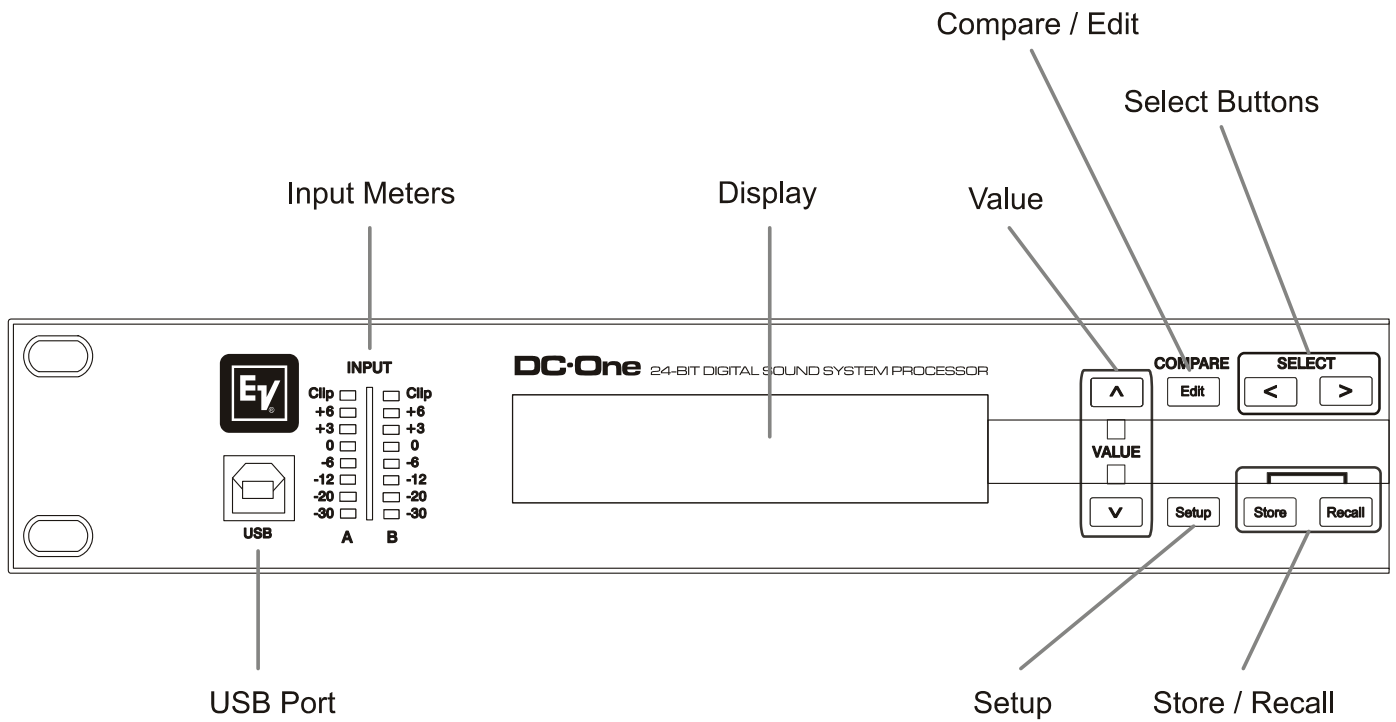 Compare / Edit
Select Buttons
Input Meters
Display
Value
EV®
INPUT
DC·One 24-BIT DIGITAL SOUND SYSTEM PROCESSOR
COMPARE
SELECT
Clip Clip
+6 +6
+3 +3
0 0
-6 -6
-12 -12
-20 -20
-30 -30
A B
USB
^
Edit
< >
VALUE
v
Setup
Store
Recall
USB Port
Setup
Store / Recall